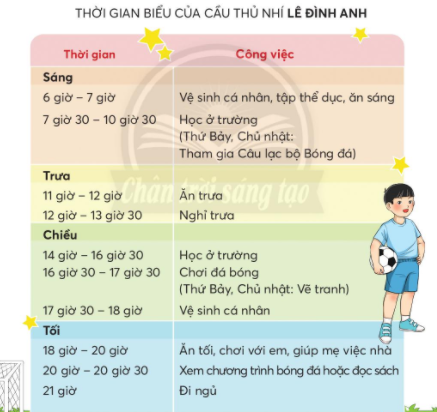 THỜI GIAN BIỂU CỦA CẦU THỦ NHÍ LÊ ĐÌNH ANH
Thời gian Công việc
Sáng
6 giờ – 7 giờ Vệ sinh cá nhân, tập thể dục, ăn sáng
7 giờ 30 – 10 giờ 30 Học ở trường
(Thứ Bảy, Chủ nhật:
Tham gia Câu lạc bộ Bóng đá)
Trưa
11 giờ – 12 giờ Ăn trưa
12 giờ – 13 giờ 30 Nghỉ trưa
Chân trời sáng tạo
Chiều
14 giờ – 16 giờ 30 Học ở trường
16 giờ 30 – 17 giờ 30 Chơi đá bóng
(Thứ Bảy, Chủ nhật: Vẽ tranh)
17 giờ 30 – 18 giờ Vệ sinh cá nhân
Tối
18 giờ – 20 giờ Ăn tối, chơi với em, giúp mẹ việc nhà
20 giờ – 20 giờ 30 Xem chương trình bóng đá hoặc đọc sách
21 giờ Đi ngủ